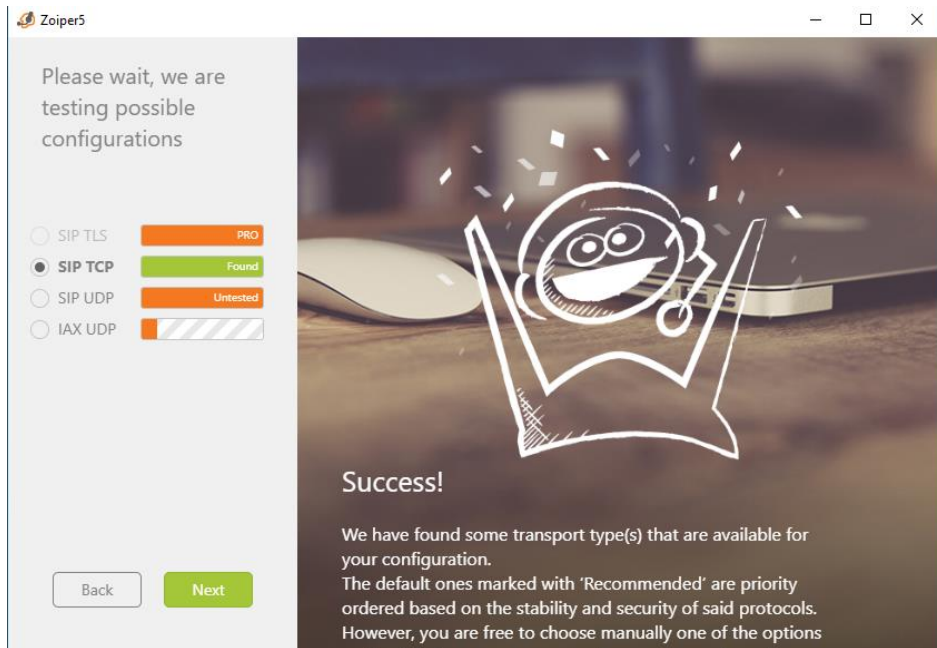 Zoiper5
Please wait, we are
testing possible
configurations
SIP TLS PRO
SIP TCP Found
SIP UDP Untested
IAX UDP
Back Next
Success!
We have found some transport type(s) that are available for
your configuration.
The default ones marked with ‘Recommended’ are priority
ordered based on the stability and security of said protocols.
However, you are free to choose manually one of the options